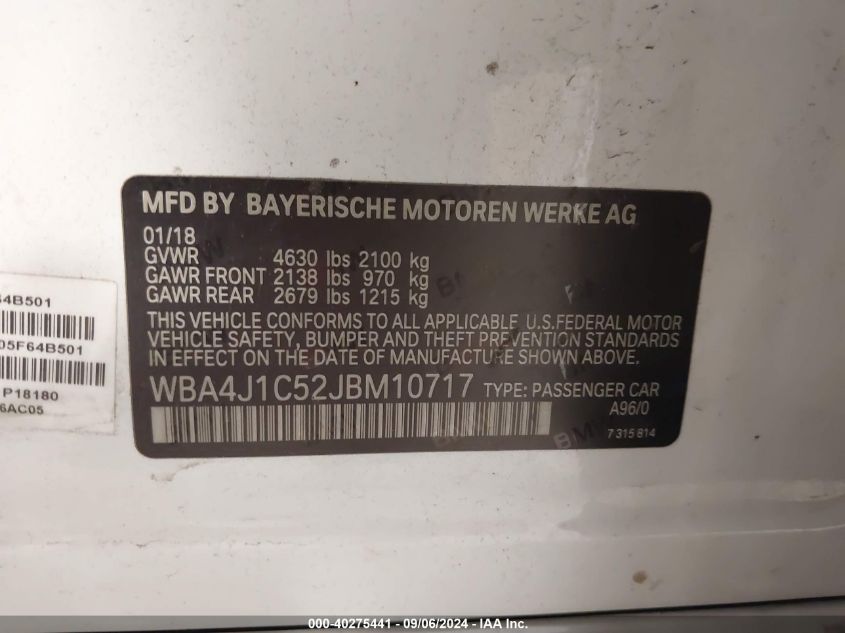 MFD BY BAYERISCHE MOTOREN WERKE AG
01/18
GVWR 4630 lbs 2100 kg
GAWR FRONT 2138 lbs 970 kg
GAWR REAR 2679 lbs 1215 kg
THIS VEHICLE CONFORMS TO ALL APPLICABLE U.S.FEDERAL MOTOR
VEHICLE SAFETY, BUMPER AND THEFT PREVENTION STANDARDS
IN EFFECT ON THE DATE OF MANUFACTURE SHOWN ABOVE.
WBA4J1C52JBM10717 TYPE: PASSENGER CAR
A96/0
7 315 814
64B501
05F64B501
P18180
6AC05
000-40275441 - 09/06/2024 - IAA Inc.